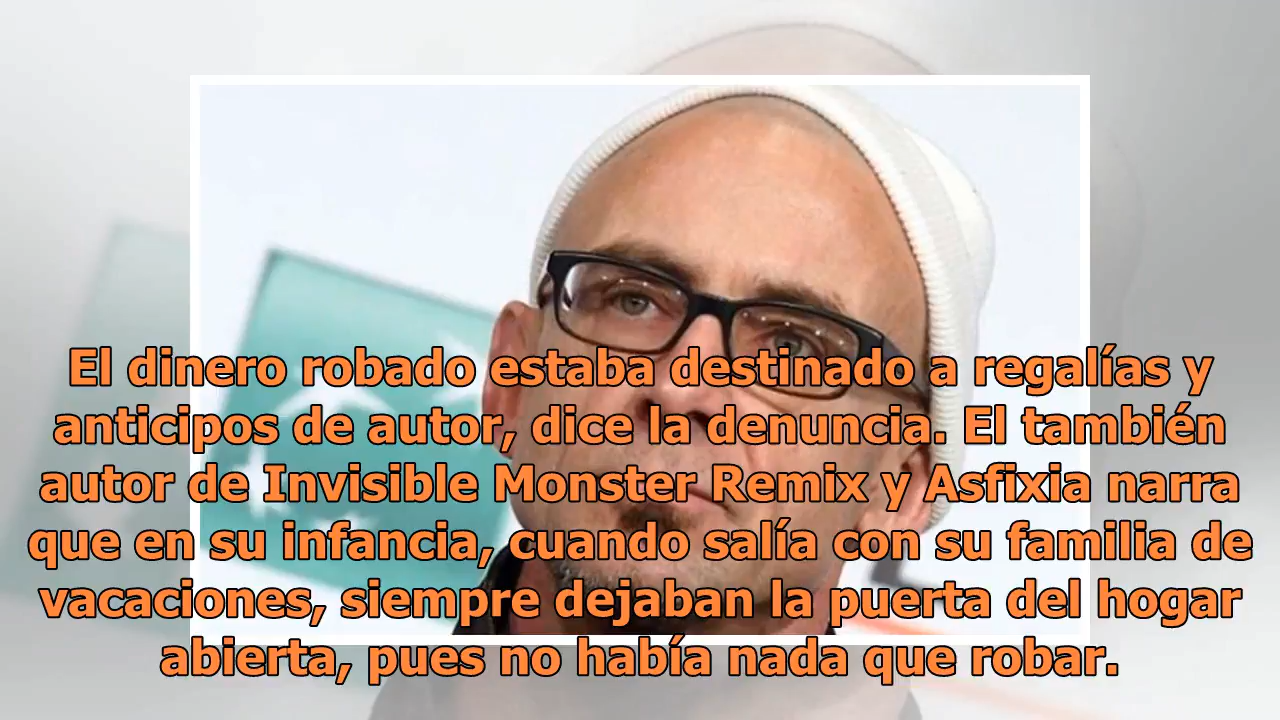 El dinero robado estaba destinado a regalías y
anticipos de autor, dice la denuncia. El también
autor de Invisible Monster Remix y Asfixia narra
que en su infancia, cuando salía con su familia de
vacaciones, siempre dejaban la puerta del hogar
abierta, pues no había nada que robar.